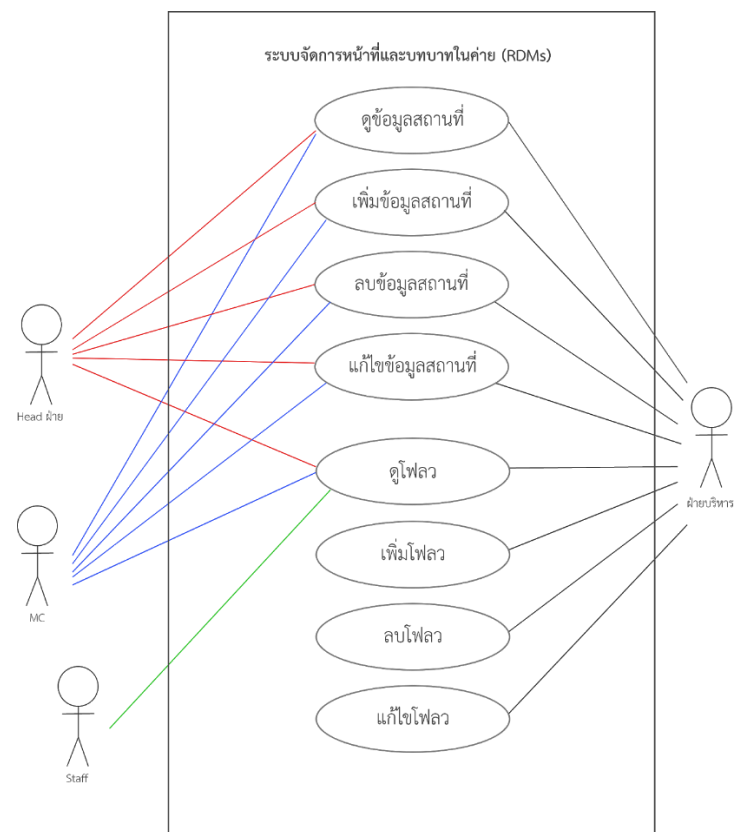 ระบบจัดการหน้าที่และบทบาทในค่าย (RDMs)
ดูข้อมูลสถานที่
เพิ่มข้อมูลสถานที่
ลบข้อมูลสถานที่
แก้ไขข้อมูลสถานที่
Head ฝ่าย
ดูโฟลว
ฝ่ายบริหาร
เพิ่มโฟลว
MC
ลบโฟลว
แก้ไขโฟลว
Staff